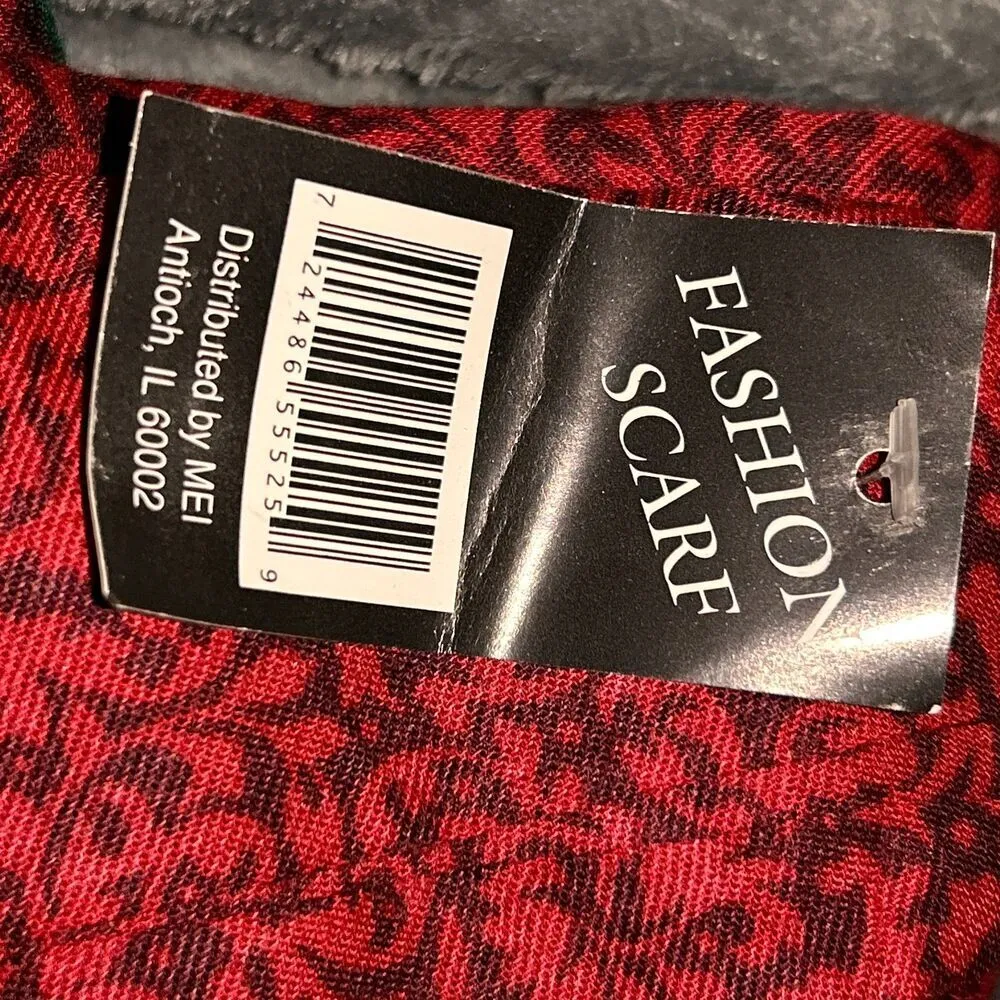 FASHION
SCARF
7 24486 55525 9
Distributed by MEI
Antioch, IL 60002